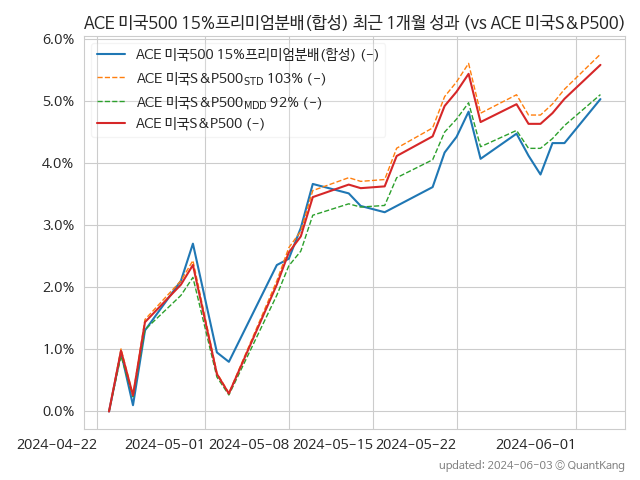 ACE 미국500 15%프리미엄분배(합성) 최근 1개월 성과 (vs ACE 미국S&P500)
6.0%
5.0%
4.0%
3.0%
2.0%
1.0%
0.0%
ACE 미국500 15%프리미엄분배(합성) (-)
ACE 미국S&P500STD 103% (-)
ACE 미국S&P500MDD 92% (-)
ACE 미국S&P500 (-)
2024-04-22 2024-05-01 2024-05-08 2024-05-15 2024-05-22 2024-06-01
updated: 2024-06-03 © QuantKang